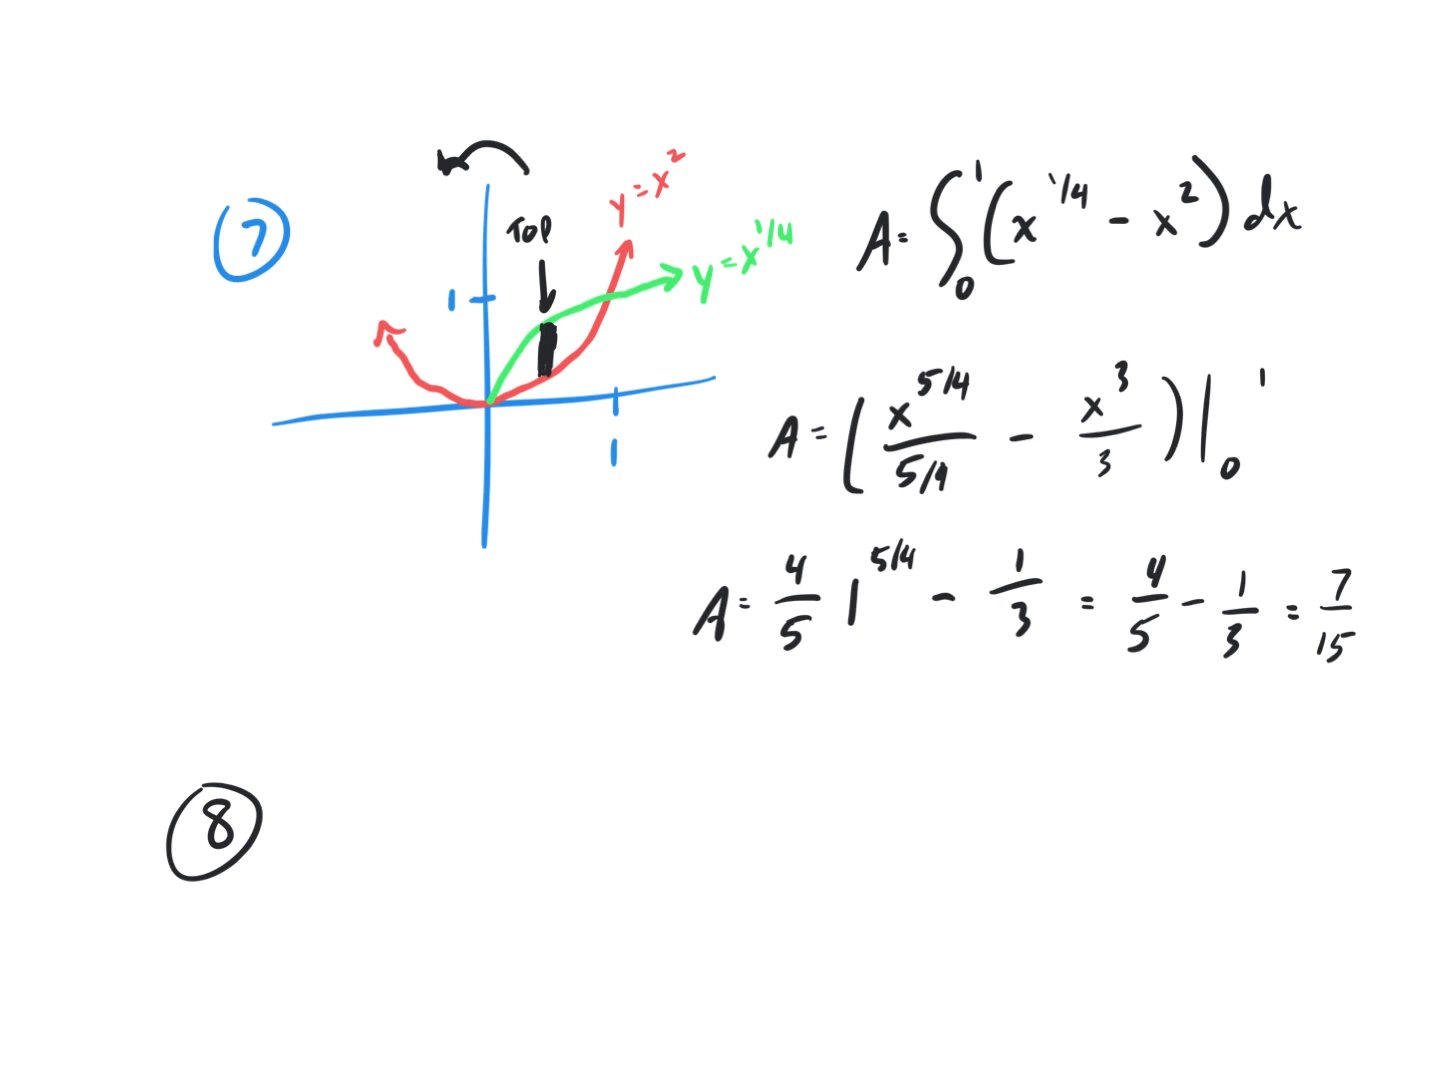 7
TOP
y = x^2
y = x^{1/4}
1
1
A = ∫_0^1 (x^{1/4} - x^2) dx
A = (x^{5/4}/(5/4) - x^3/3)|_0^1
A = 4/5 1^{5/4} - 1/3 = 4/5 - 1/3 = 7/15
8